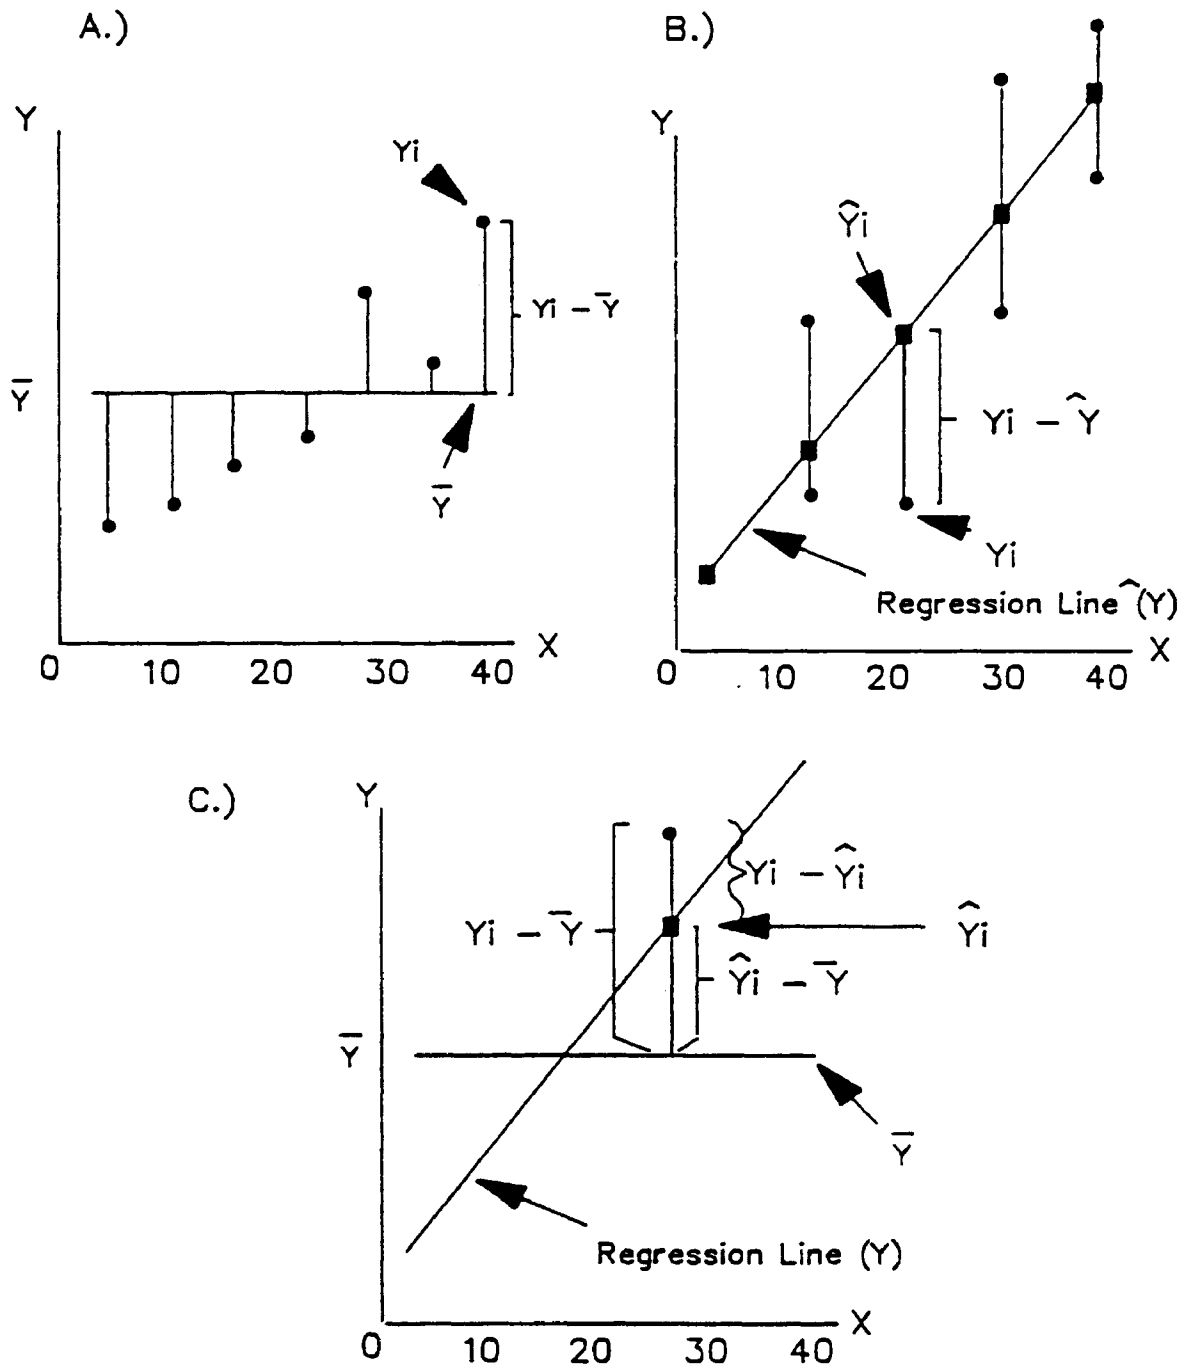 A.)
Y
Yi
Yi − Y̅
Y̅
Y̅
X
0 10 20 30 40
B.)
Y
Ŷi
Yi − Ŷ
Yi
Regression Line ^(Y)
X
0 10 20 30 40
C.)
Y
Yi − Ŷi
Yi − Y̅
Ŷi
Ŷi − Y̅
Y̅
Y̅
Regression Line (Y)
X
0 10 20 30 40